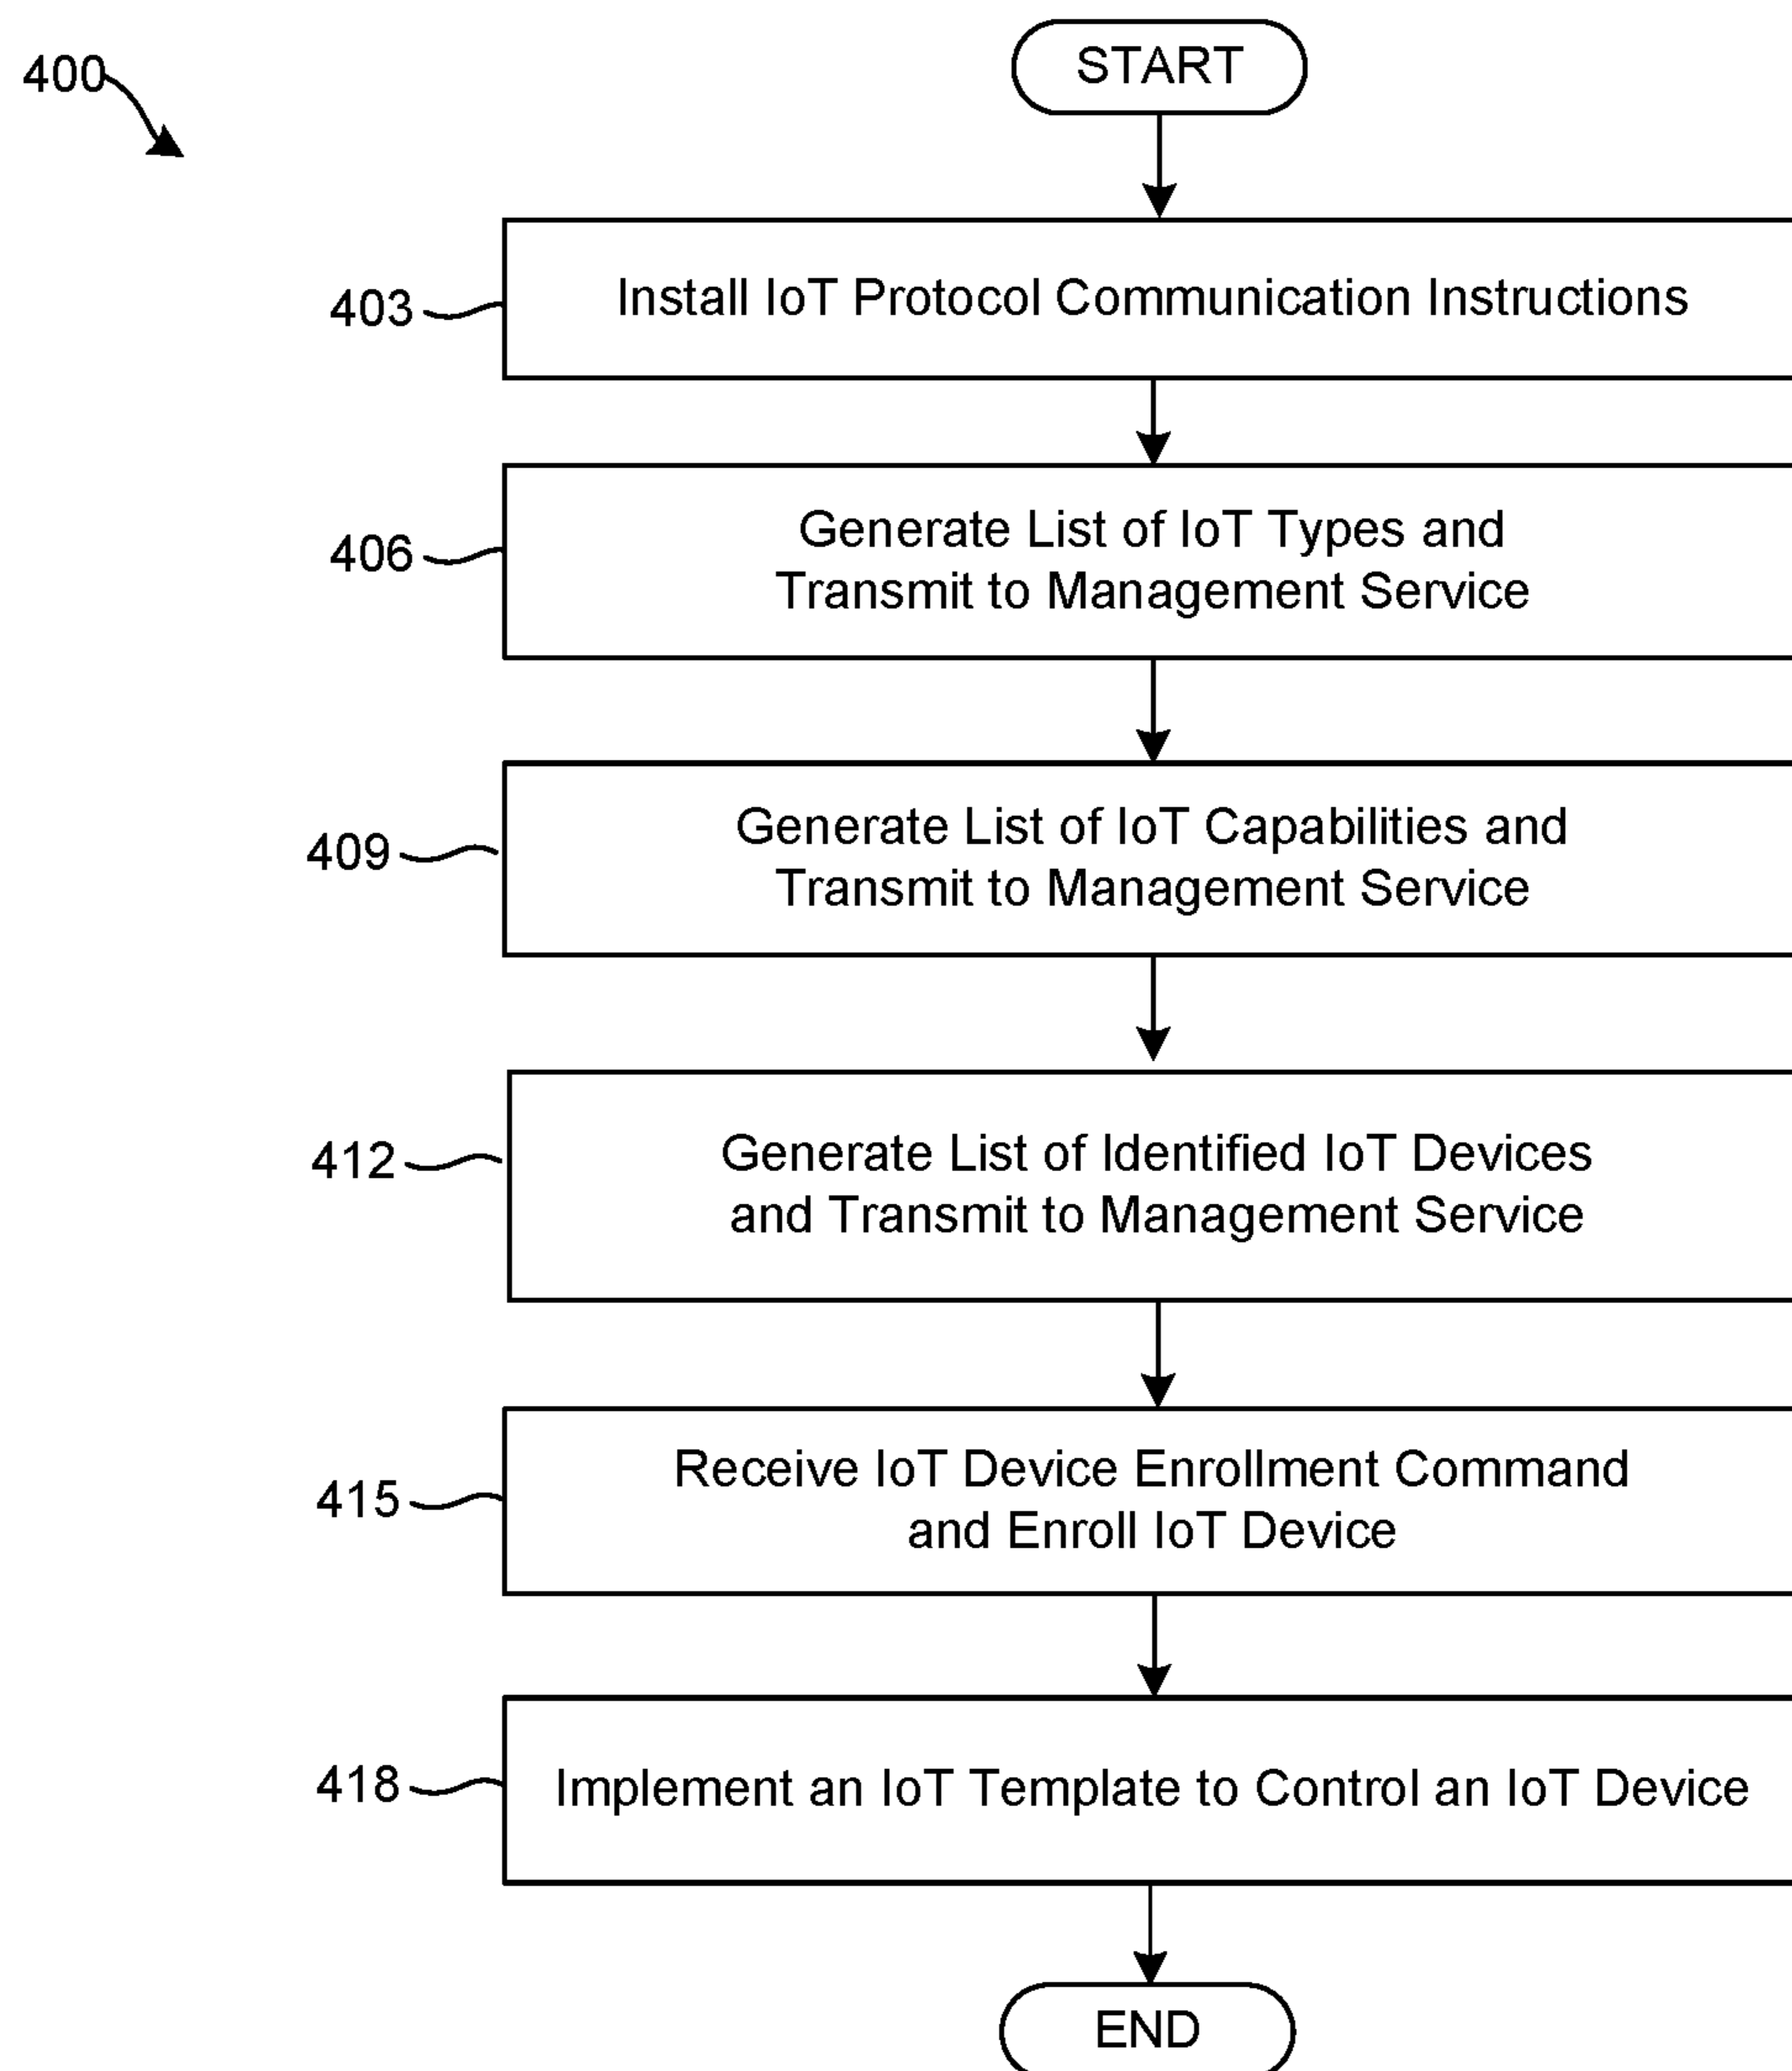 400
START
403
Install IoT Protocol Communication Instructions
406
Generate List of IoT Types and
Transmit to Management Service
409
Generate List of IoT Capabilities and
Transmit to Management Service
412
Generate List of Identified IoT Devices
and Transmit to Management Service
415
Receive IoT Device Enrollment Command
and Enroll IoT Device
418
Implement an IoT Template to Control an IoT Device
END